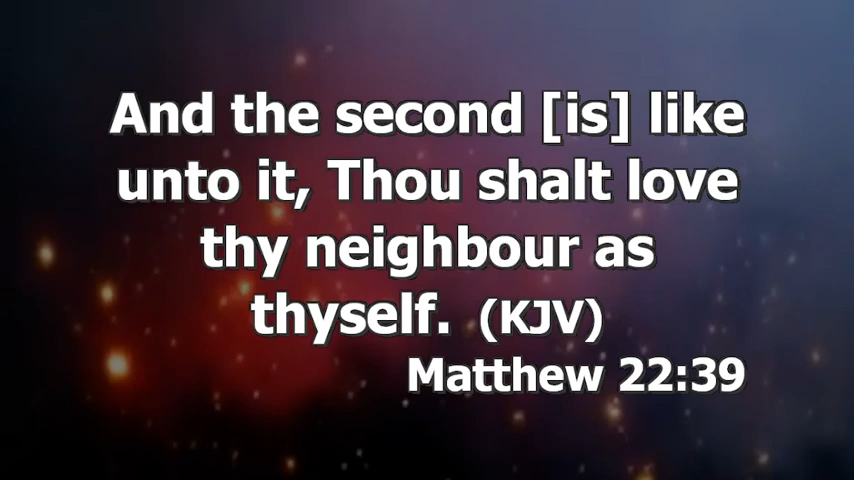 And the second [is] like
unto it, Thou shalt love
thy neighbour as
thyself. (KJV)
Matthew 22:39